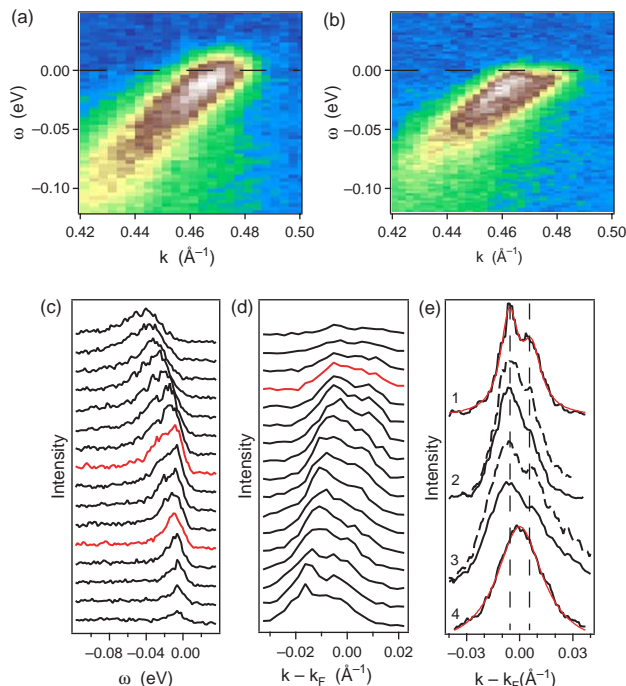 (a)
(b)
ω (eV)
0.00
−0.05
−0.10
0.42 0.44 0.46 0.48 0.50
k (Å⁻¹)
ω (eV)
0.00
−0.05
−0.10
0.42 0.44 0.46 0.48 0.50
k (Å⁻¹)
(c)
(d)
(e)
Intensity
−0.08 −0.04 0.00
ω (eV)
Intensity
−0.02 0.00 0.02
k − k_F (Å⁻¹)
Intensity
1
2
3
4
−0.03 0.00 0.03
k − k_F(Å⁻¹)